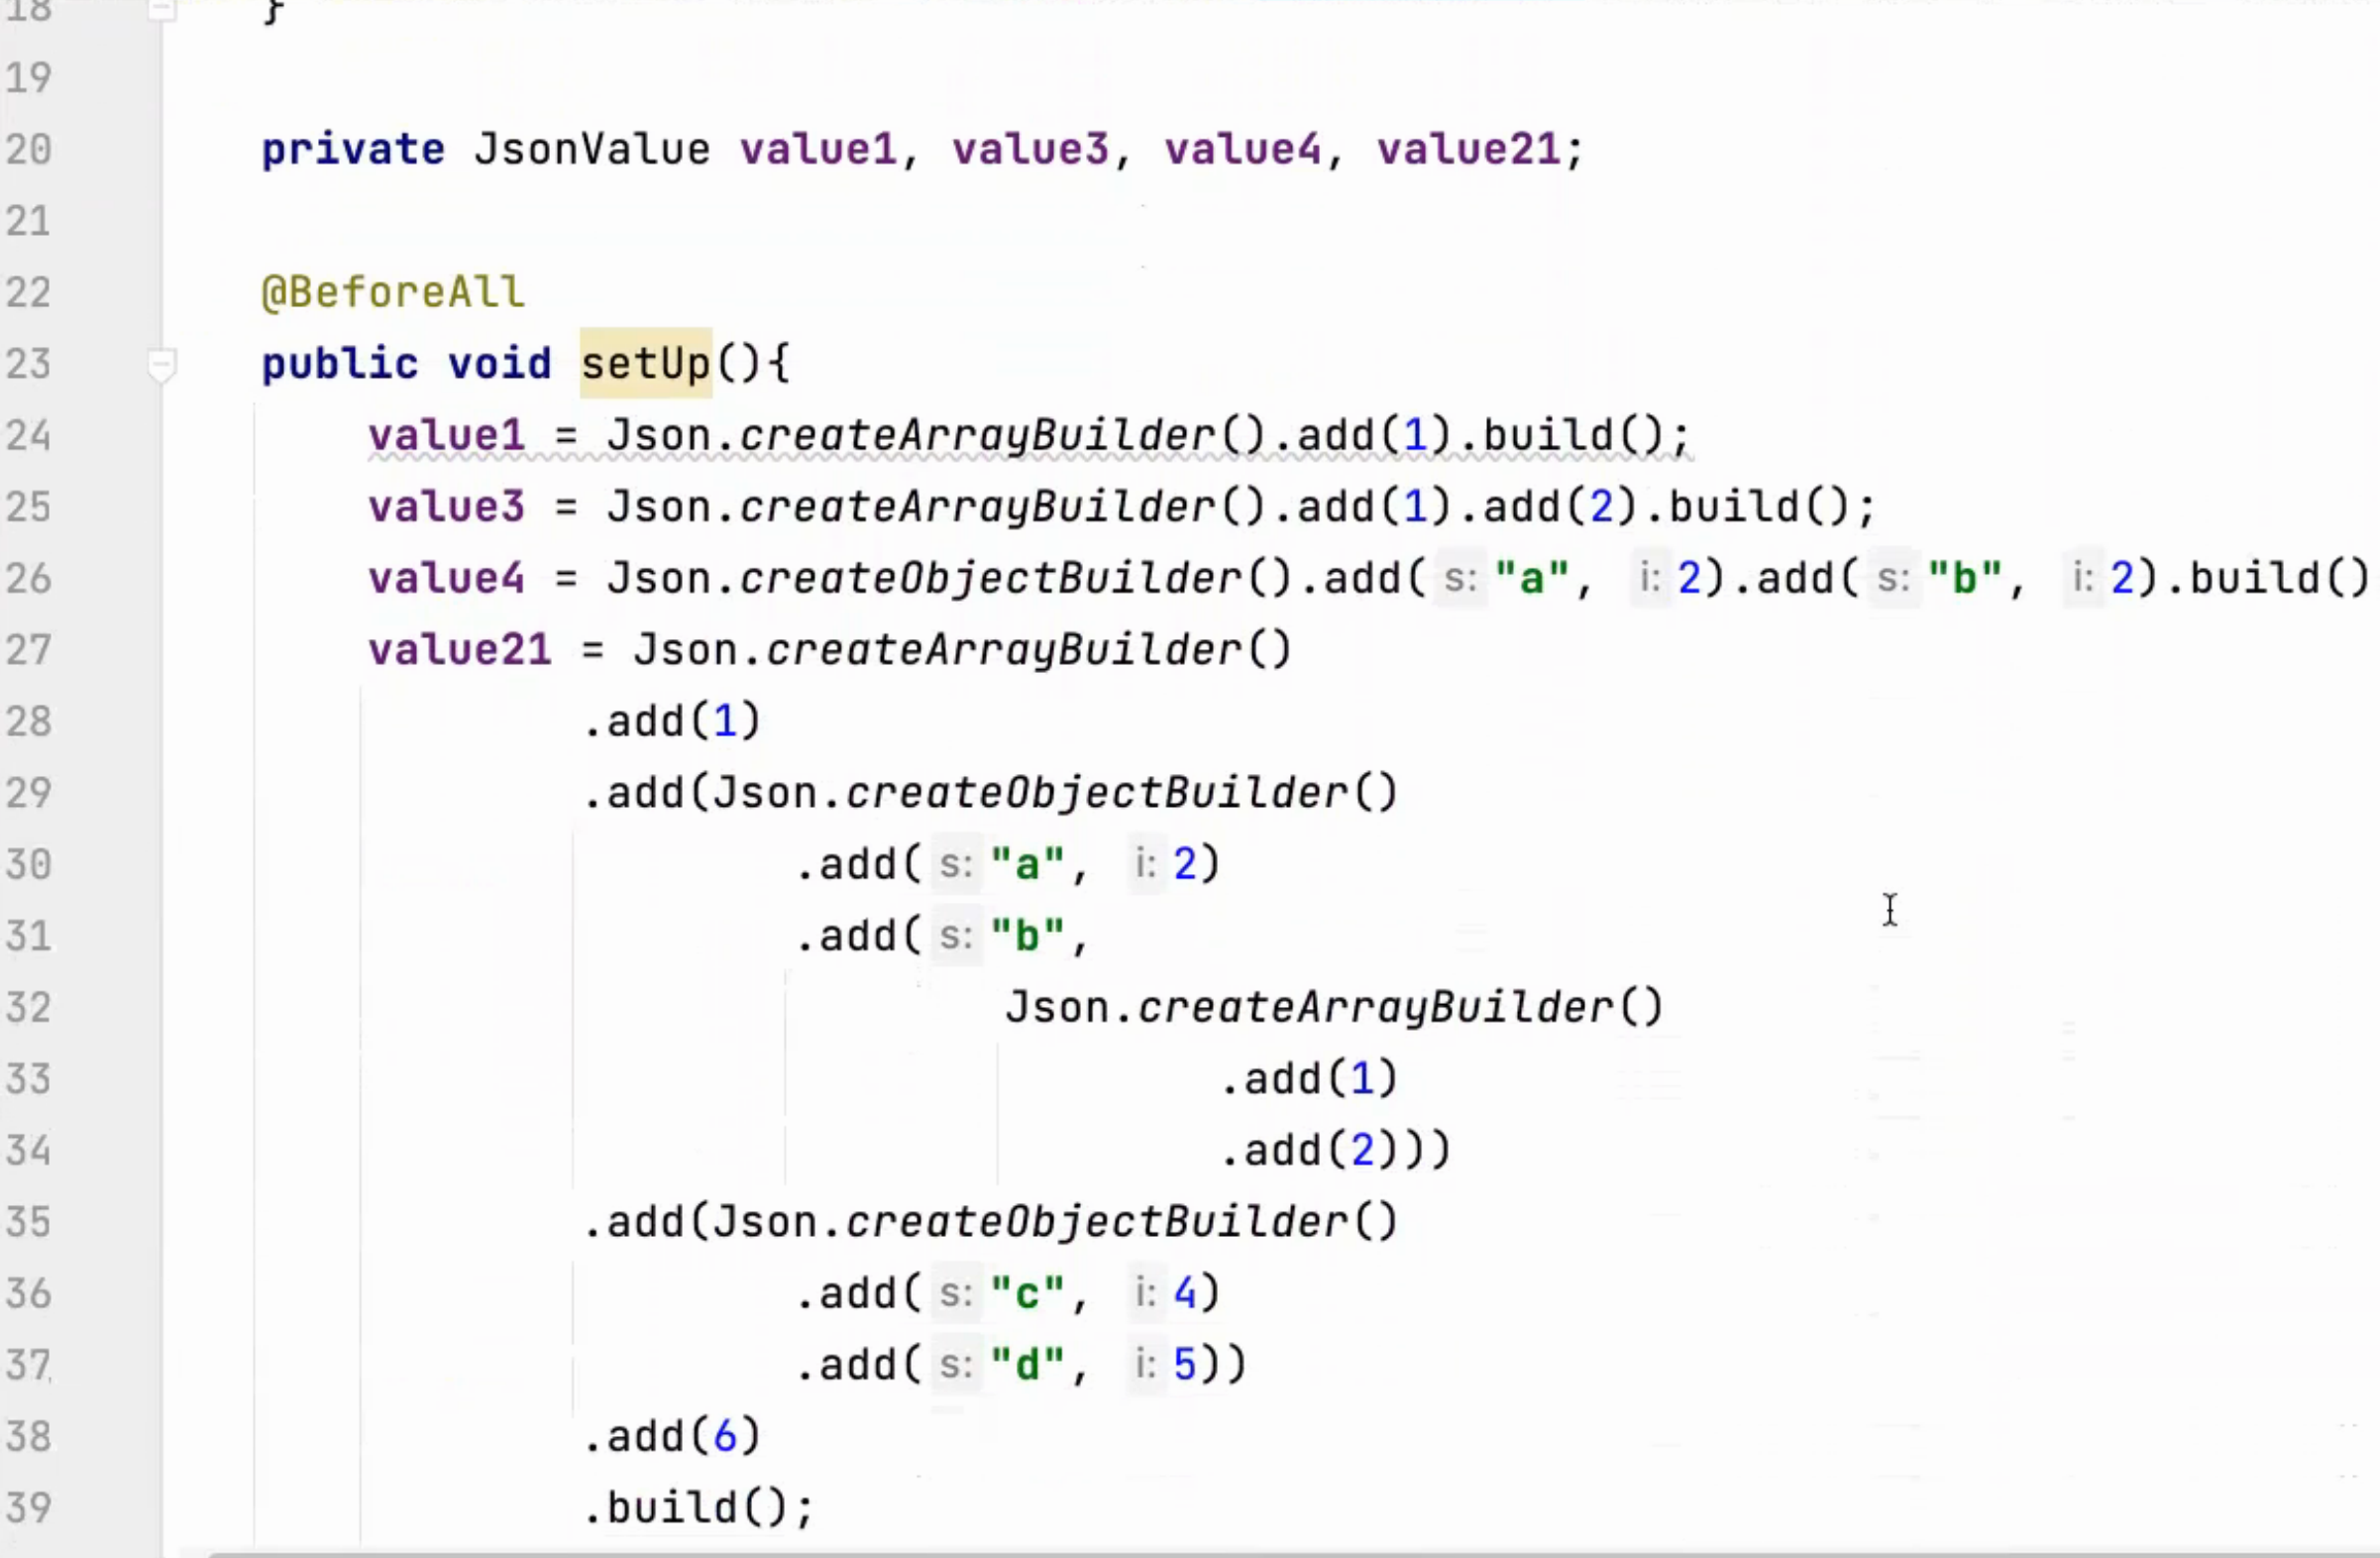 18 }
19
20 private JsonValue value1, value3, value4, value21;
21
22 @BeforeAll
23 public void setUp(){
24 value1 = Json.createArrayBuilder().add(1).build();
25 value3 = Json.createArrayBuilder().add(1).add(2).build();
26 value4 = Json.createObjectBuilder().add( s: "a", i: 2).add( s: "b", i: 2).build()
27 value21 = Json.createArrayBuilder()
28 .add(1)
29 .add(Json.createObjectBuilder()
30 .add( s: "a", i: 2)
31 .add( s: "b",
32 Json.createArrayBuilder()
33 .add(1)
34 .add(2)))
35 .add(Json.createObjectBuilder()
36 .add( s: "c", i: 4)
37 .add( s: "d", i: 5))
38 .add(6)
39 .build();